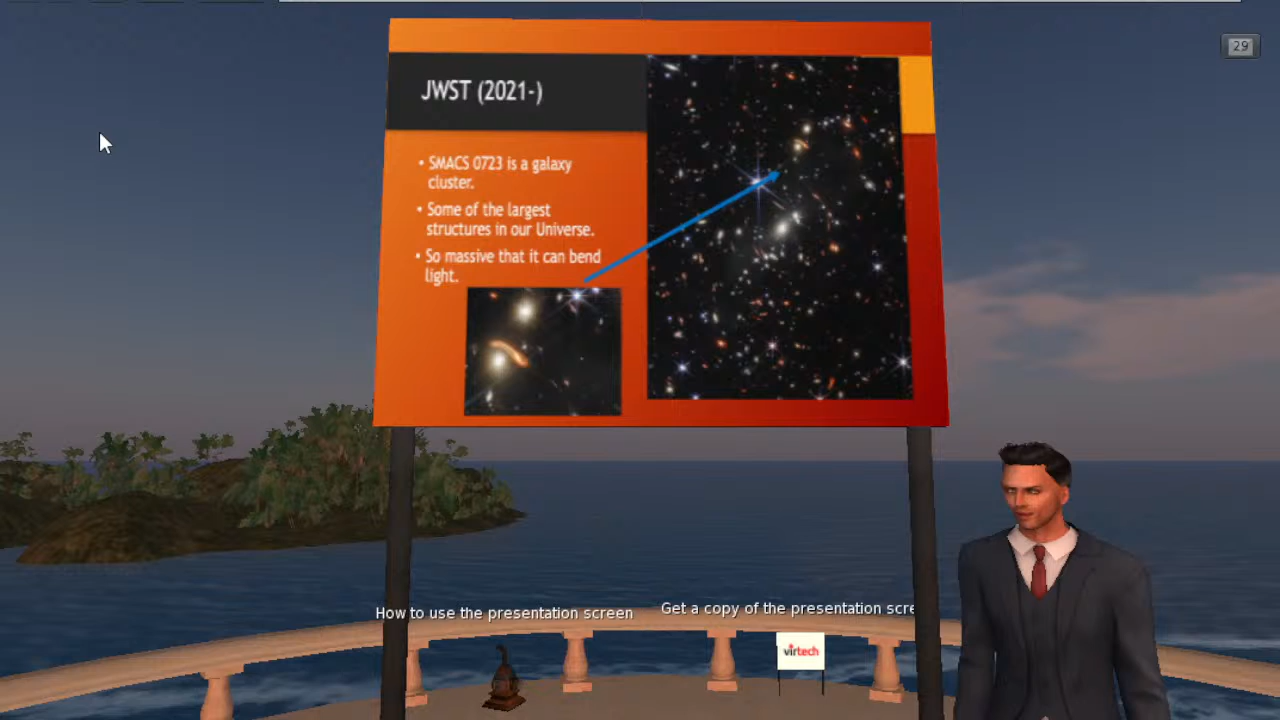 29
JWST (2021-)
• SMACS 0723 is a galaxy
cluster.
• Some of the largest
structures in our Universe.
• So massive that it can bend
light.
How to use the presentation screen
Get a copy of the presentation scre
virtech